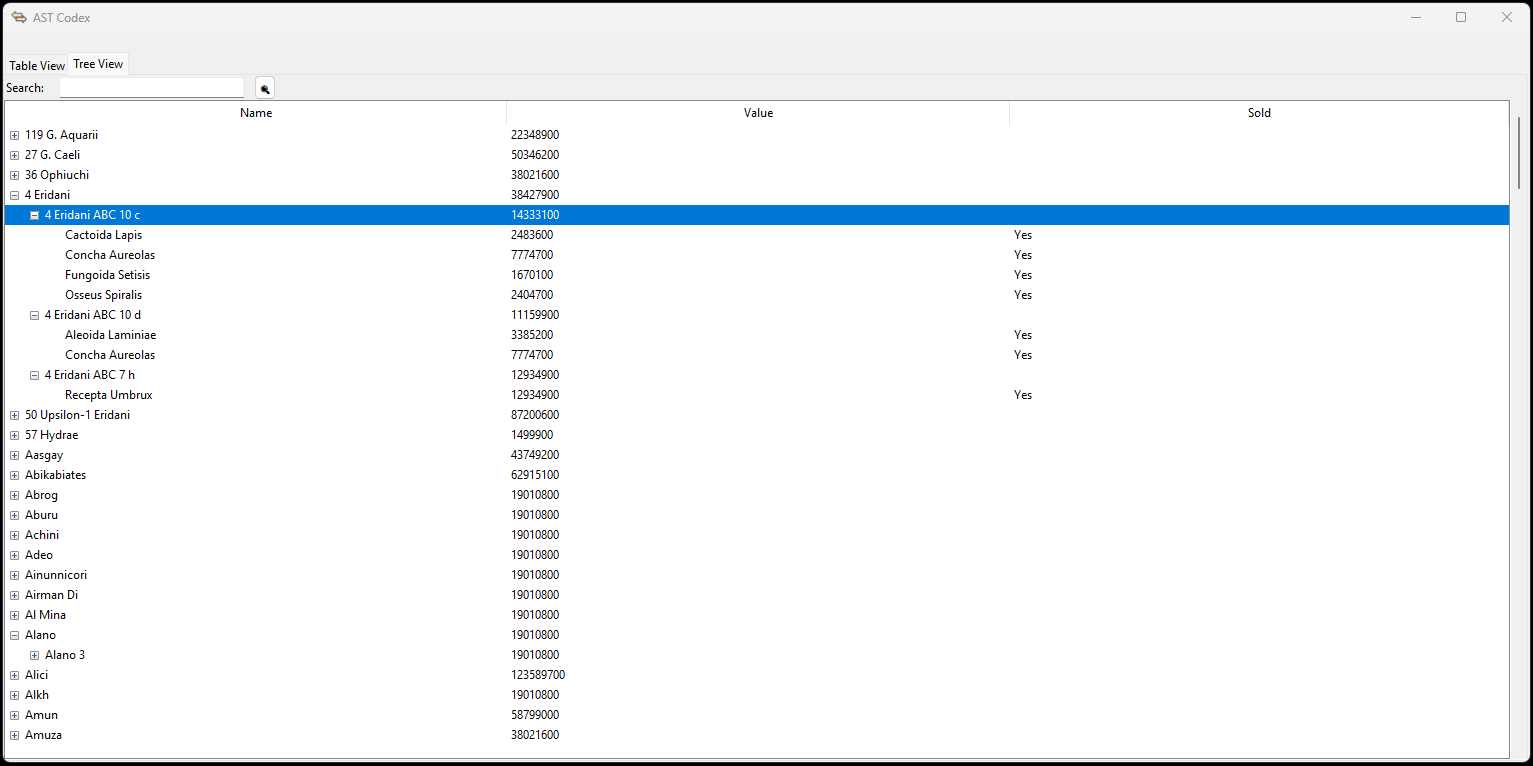 AST Codex
Table View Tree View
Search:
Name Value Sold
119 G. Aquarii 22348900
27 G. Caeli 50346200
36 Ophiuchi 38021600
4 Eridani 38427900
4 Eridani ABC 10 c 14333100
Cactoida Lapis 2483600 Yes
Concha Aureolas 7774700 Yes
Fungoida Setisis 1670100 Yes
Osseus Spiralis 2404700 Yes
4 Eridani ABC 10 d 11159900
Aleoida Laminiae 3385200 Yes
Concha Aureolas 7774700 Yes
4 Eridani ABC 7 h 12934900
Recepta Umbrux 12934900 Yes
50 Upsilon-1 Eridani 87200600
57 Hydrae 1499900
Aasgay 43749200
Abikabiates 62915100
Abrog 19010800
Aburu 19010800
Achini 19010800
Adeo 19010800
Ainunnicori 19010800
Airman Di 19010800
Al Mina 19010800
Alano 19010800
Alano 3 19010800
Alici 123589700
Alkh 19010800
Amun 58799000
Amuza 38021600